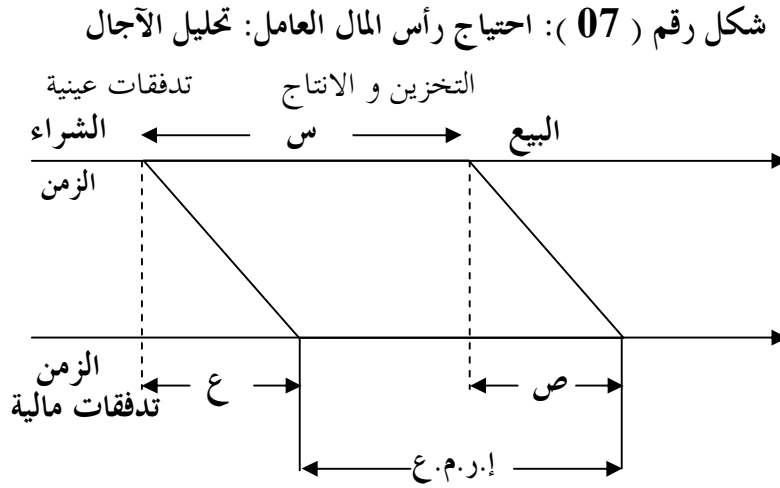 شكل رقم ( 07 ): احتياج رأس المال العامل: تحليل الآجال
التخزين و الانتاج تدفقات عينية
البيع س الشراء
الزمن
الزمن
ص ع
تدفقات مالية
إ.ر.م.ع